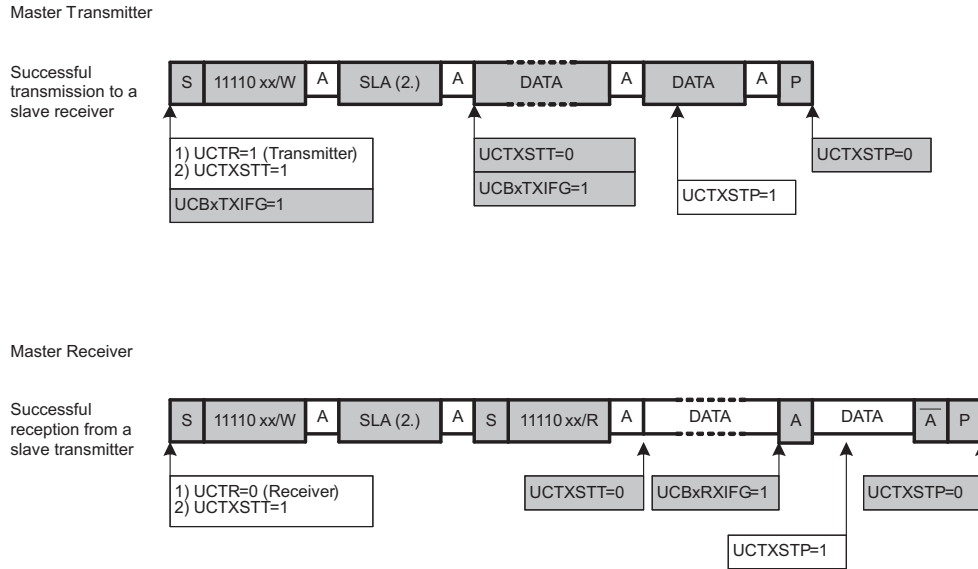 Master Transmitter
Successful
transmission to a
slave receiver
S 11110 xx/W A SLA (2.) A DATA A DATA A P
1) UCTR=1 (Transmitter)
2) UCTXSTT=1
UCBxTXIFG=1
UCTXSTT=0
UCBxTXIFG=1
UCTXSTP=1
UCTXSTP=0
Master Receiver
Successful
reception from a
slave transmitter
S 11110 xx/W A SLA (2.) A S 11110 xx/R A DATA A DATA A̅ P
1) UCTR=0 (Receiver)
2) UCTXSTT=1
UCTXSTT=0
UCBxRXIFG=1
UCTXSTP=1
UCTXSTP=0